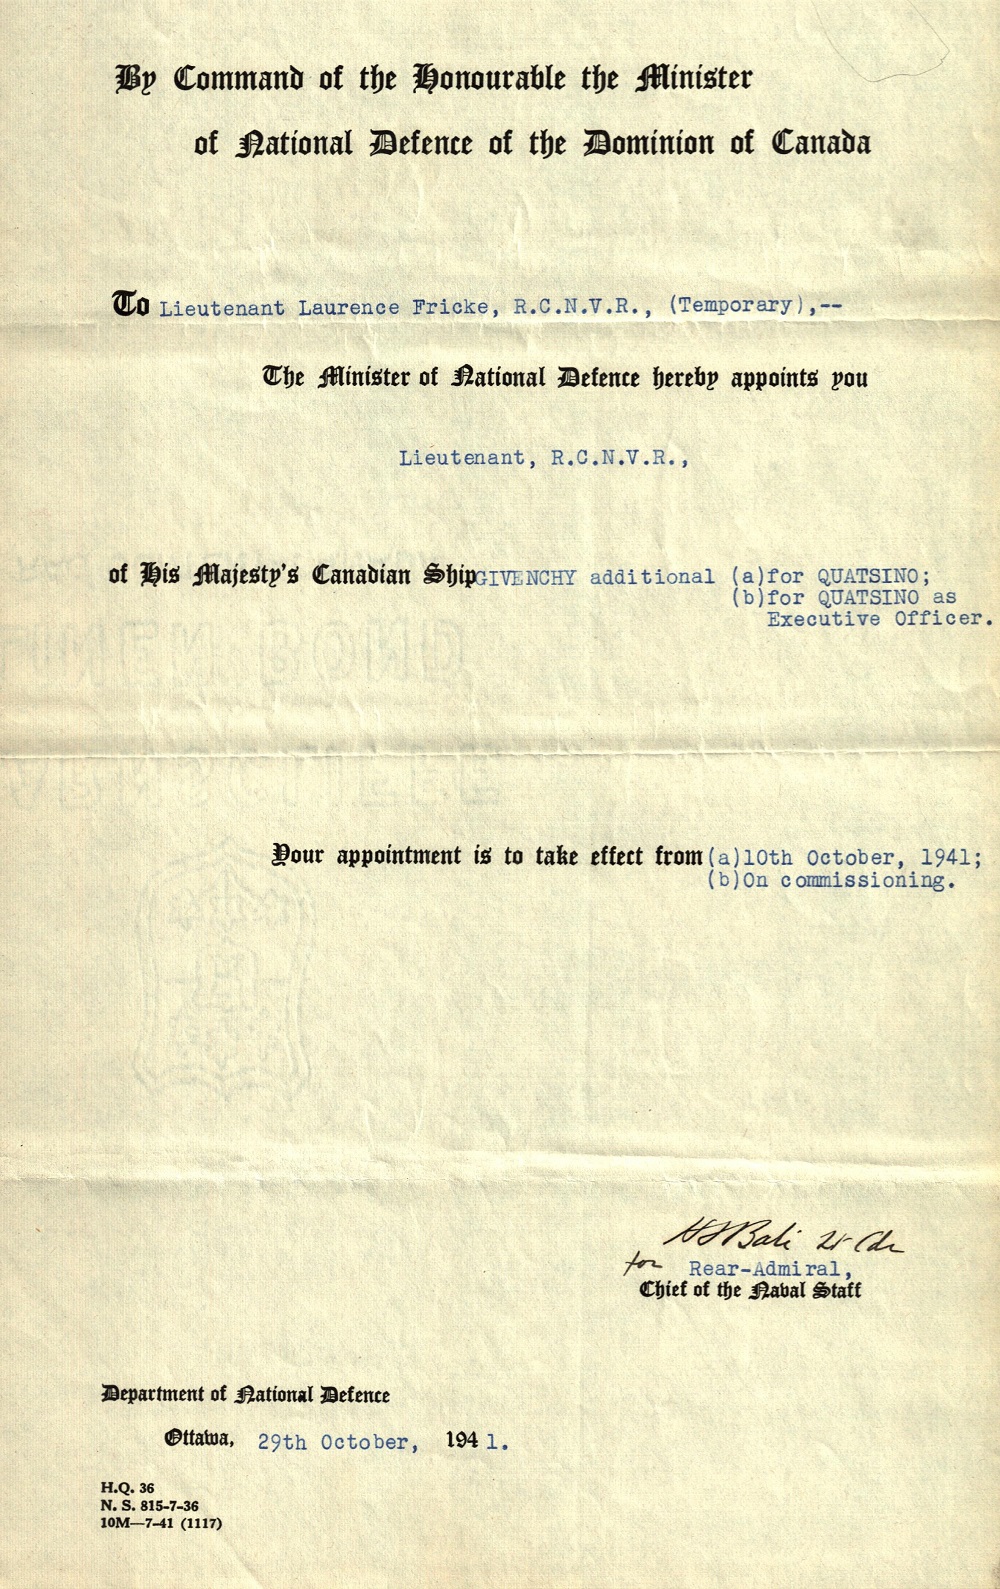 By Command of the Honourable the Minister
of National Defence of the Dominion of Canada
To Lieutenant Laurence Fricke, R.C.N.V.R., (Temporary),--
The Minister of National Defence hereby appoints you
Lieutenant, R.C.N.V.R.,
of His Majesty's Canadian Ship GIVENCHY additional (a)for QUATSINO;
(b)for QUATSINO as
Executive Officer.
Your appointment is to take effect from (a)10th October, 1941;
(b)On commissioning.
for Rear-Admiral,
Chief of the Naval Staff
Department of National Defence
Ottawa, 29th October, 1941.
H.Q. 36
N. S. 815-7-36
10M—7-41 (1117)